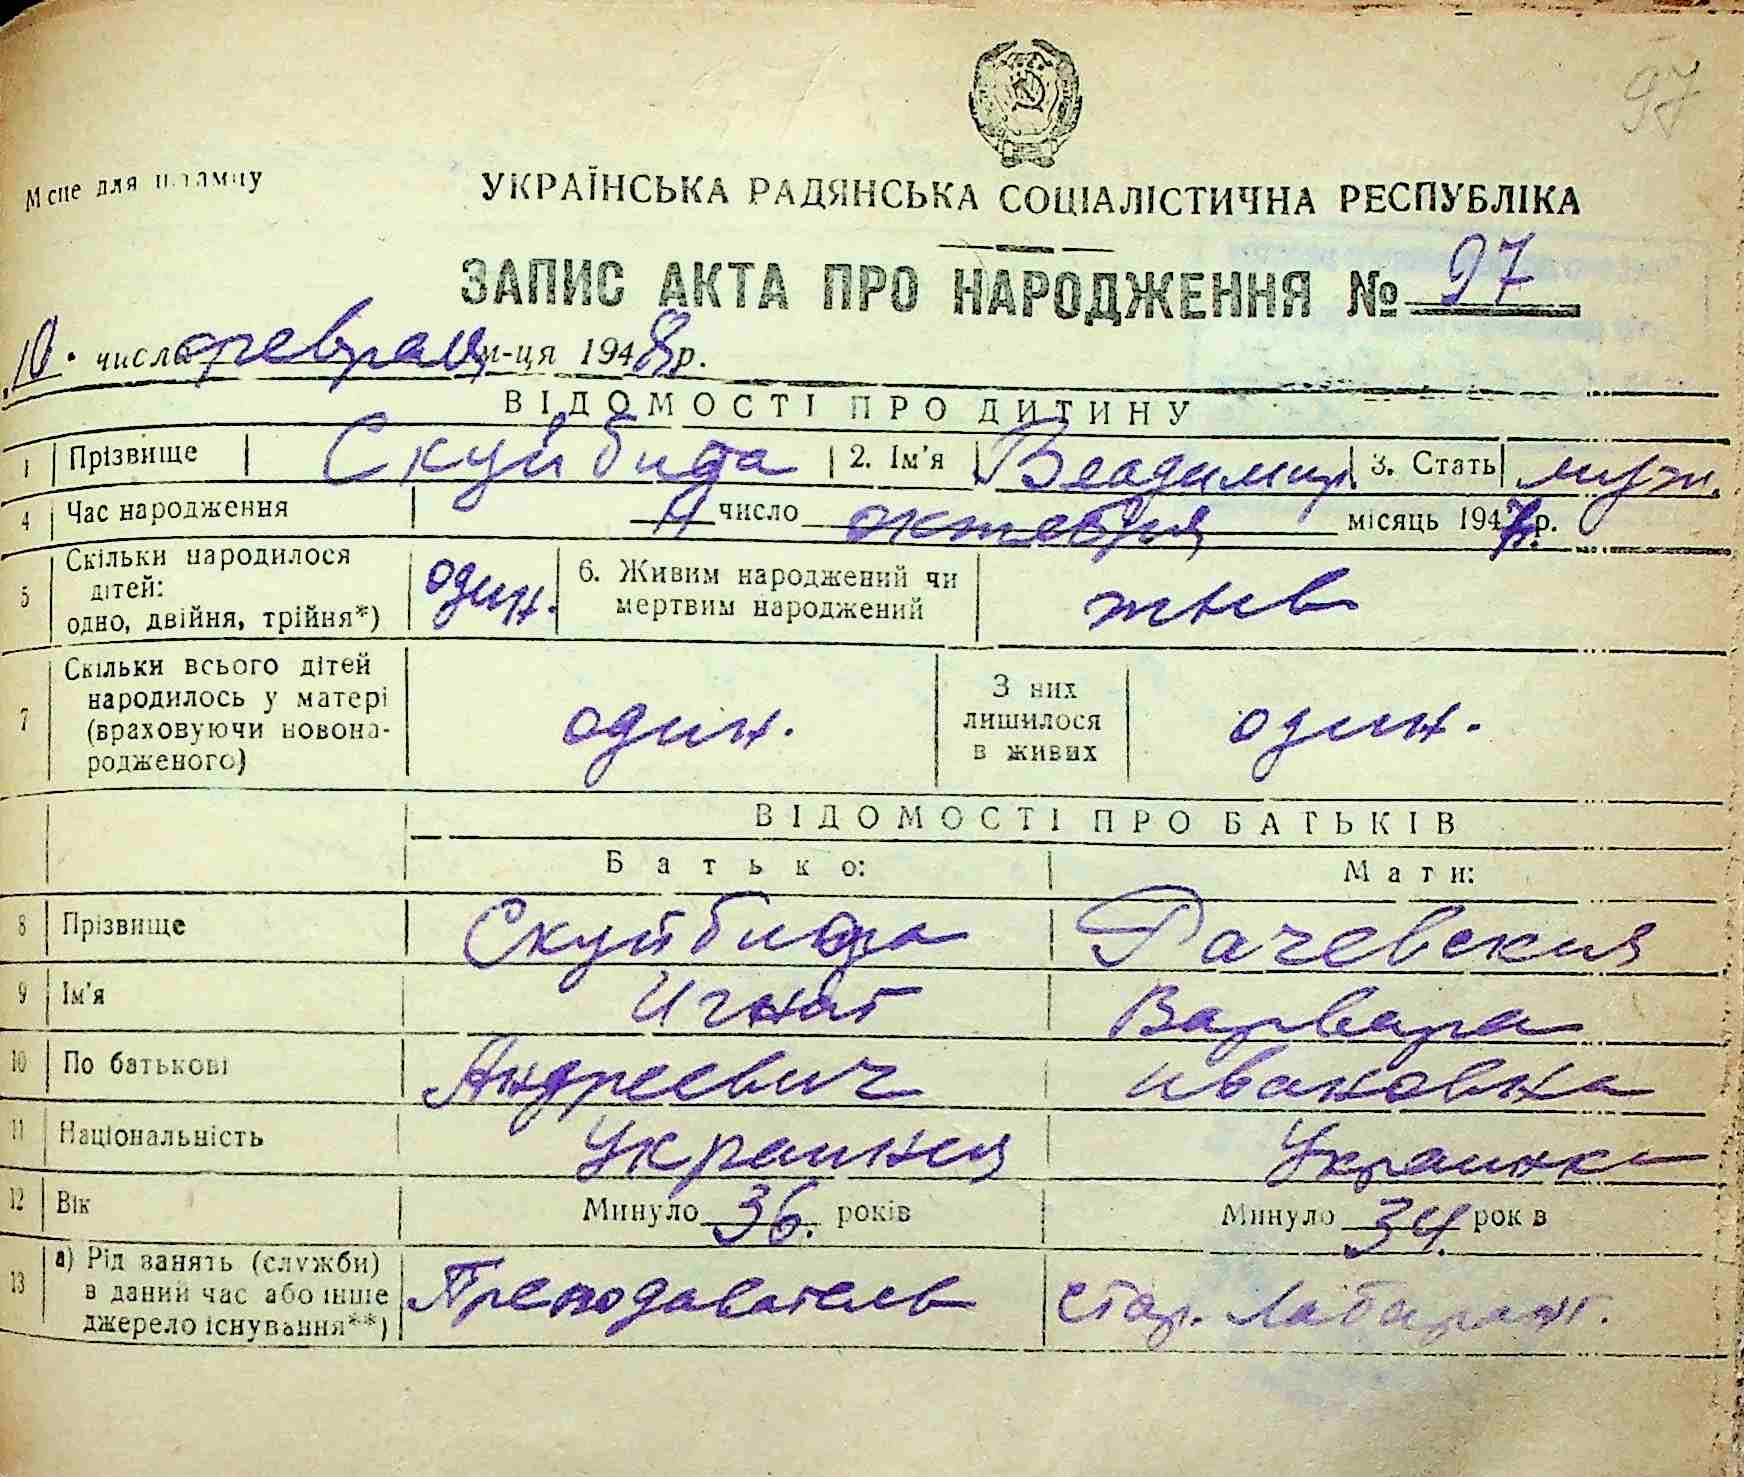 97
Місце для штампу
УКРАЇНСЬКА РАДЯНСЬКА СОЦІАЛІСТИЧНА РЕСПУБЛІКА
ЗАПИС АКТА ПРО НАРОДЖЕННЯ № 97
10. числа февраля м-ця 1948 р.
ВІДОМОСТІ ПРО ДИТИНУ
1 Прізвище Скуйбида 2. Ім'я Владимир. 3. Стать муж.
4 Час народження 11 число октября місяць 1947 р.
5 Скільки народилося дітей: одно, двійня, трійня*) один. 6. Живим народжений чи мертвим народжений жив
7 Скільки всього дітей народилось у матері (враховуючи новонародженого) один. З них лишилося в живих один.
ВІДОМОСТІ ПРО БАТЬКІВ
Батько: Мати:
8 Прізвище Скуйбида Рачевская
9 Ім'я Игнат Варвара
10 По батькові Андреевич Ивановна
11 Національність Украинец Украинка
12 Вік Минуло 36. років Минуло 34. рок в
13 а) Рід занять (служби) в даний час або інше джерело існування**) Преподаватель Стар. Лаборант.